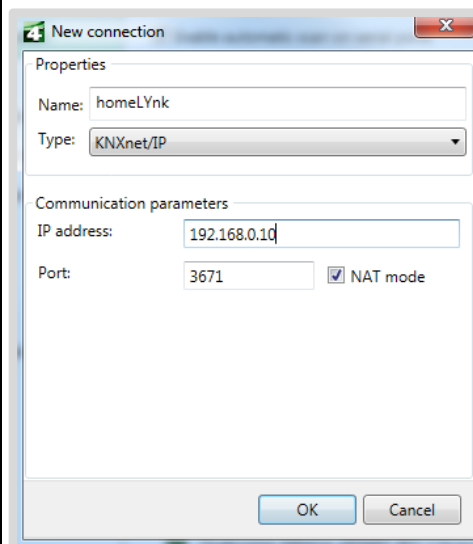 New connection
Properties
Name: homeLYnk
Type: KNXnet/IP
Communication parameters
IP address: 192.168.0.10
Port: 3671 NAT mode
OK Cancel